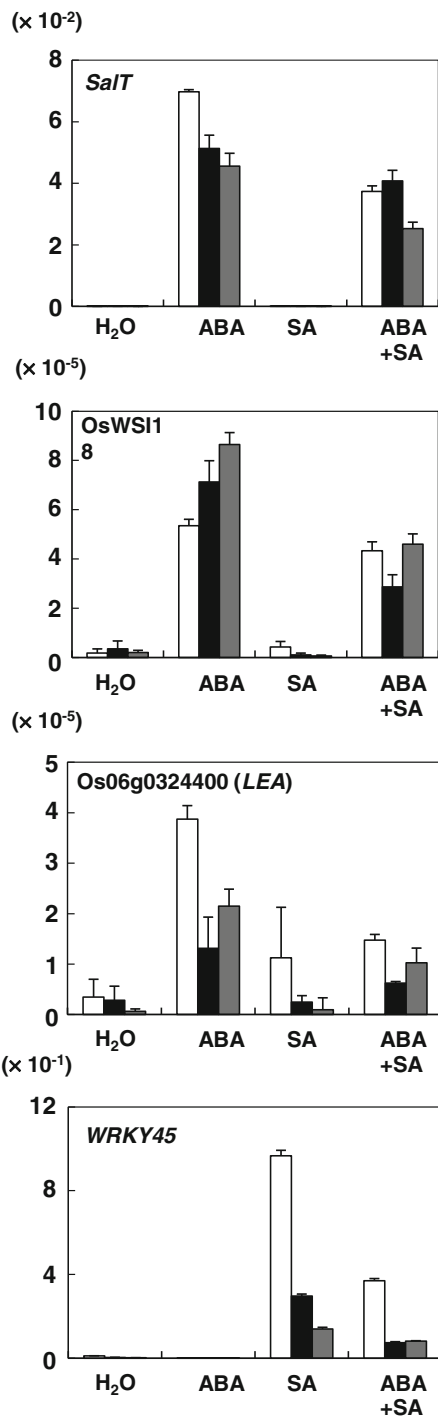 (× 10⁻²)
SalT
8
6
4
2
0
H₂O ABA SA ABA
+SA
(× 10⁻⁵)
OsWSI1
8
10
8
6
4
2
0
H₂O ABA SA ABA
+SA
(× 10⁻⁵)
Os06g0324400 (LEA)
5
4
3
2
1
0
H₂O ABA SA ABA
+SA
(× 10⁻¹)
WRKY45
12
8
4
0
H₂O ABA SA ABA
+SA